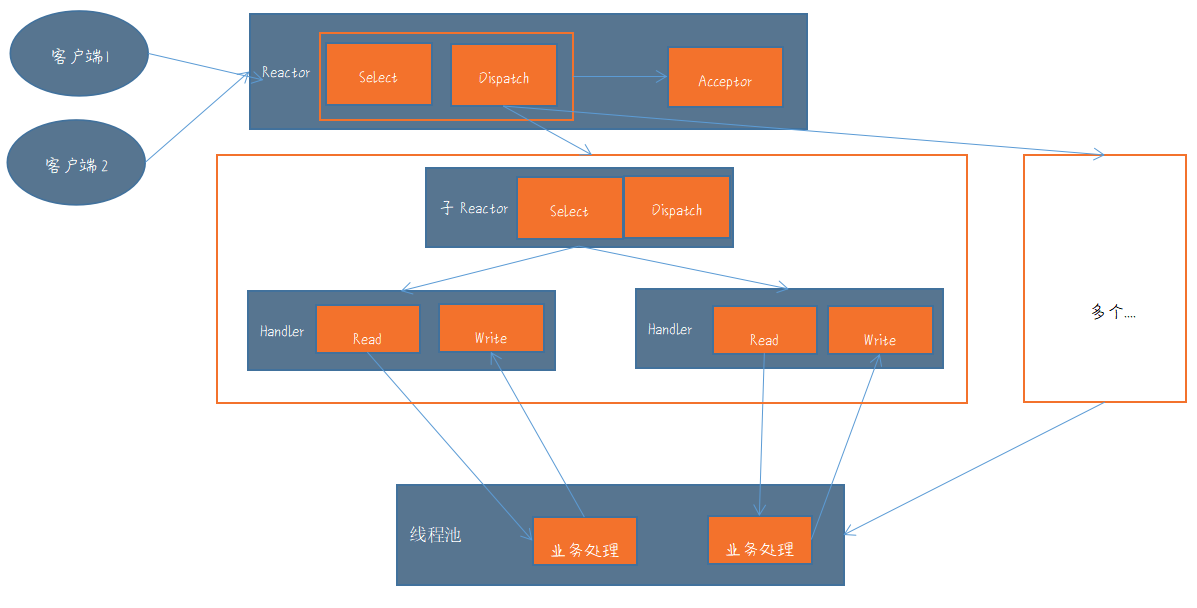 客户端1
Reactor
Select
Dispatch
Acceptor
客户端2
子 Reactor
Select
Dispatch
Handler
Read
Write
Handler
Read
Write
多个....
线程池
业务处理
业务处理